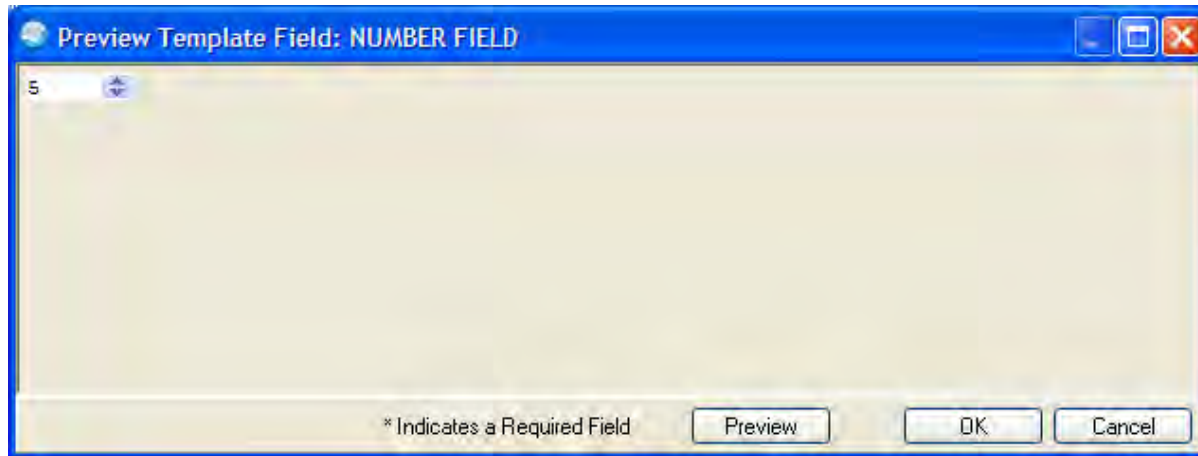 Preview Template Field: NUMBER FIELD
5
* Indicates a Required Field Preview OK Cancel